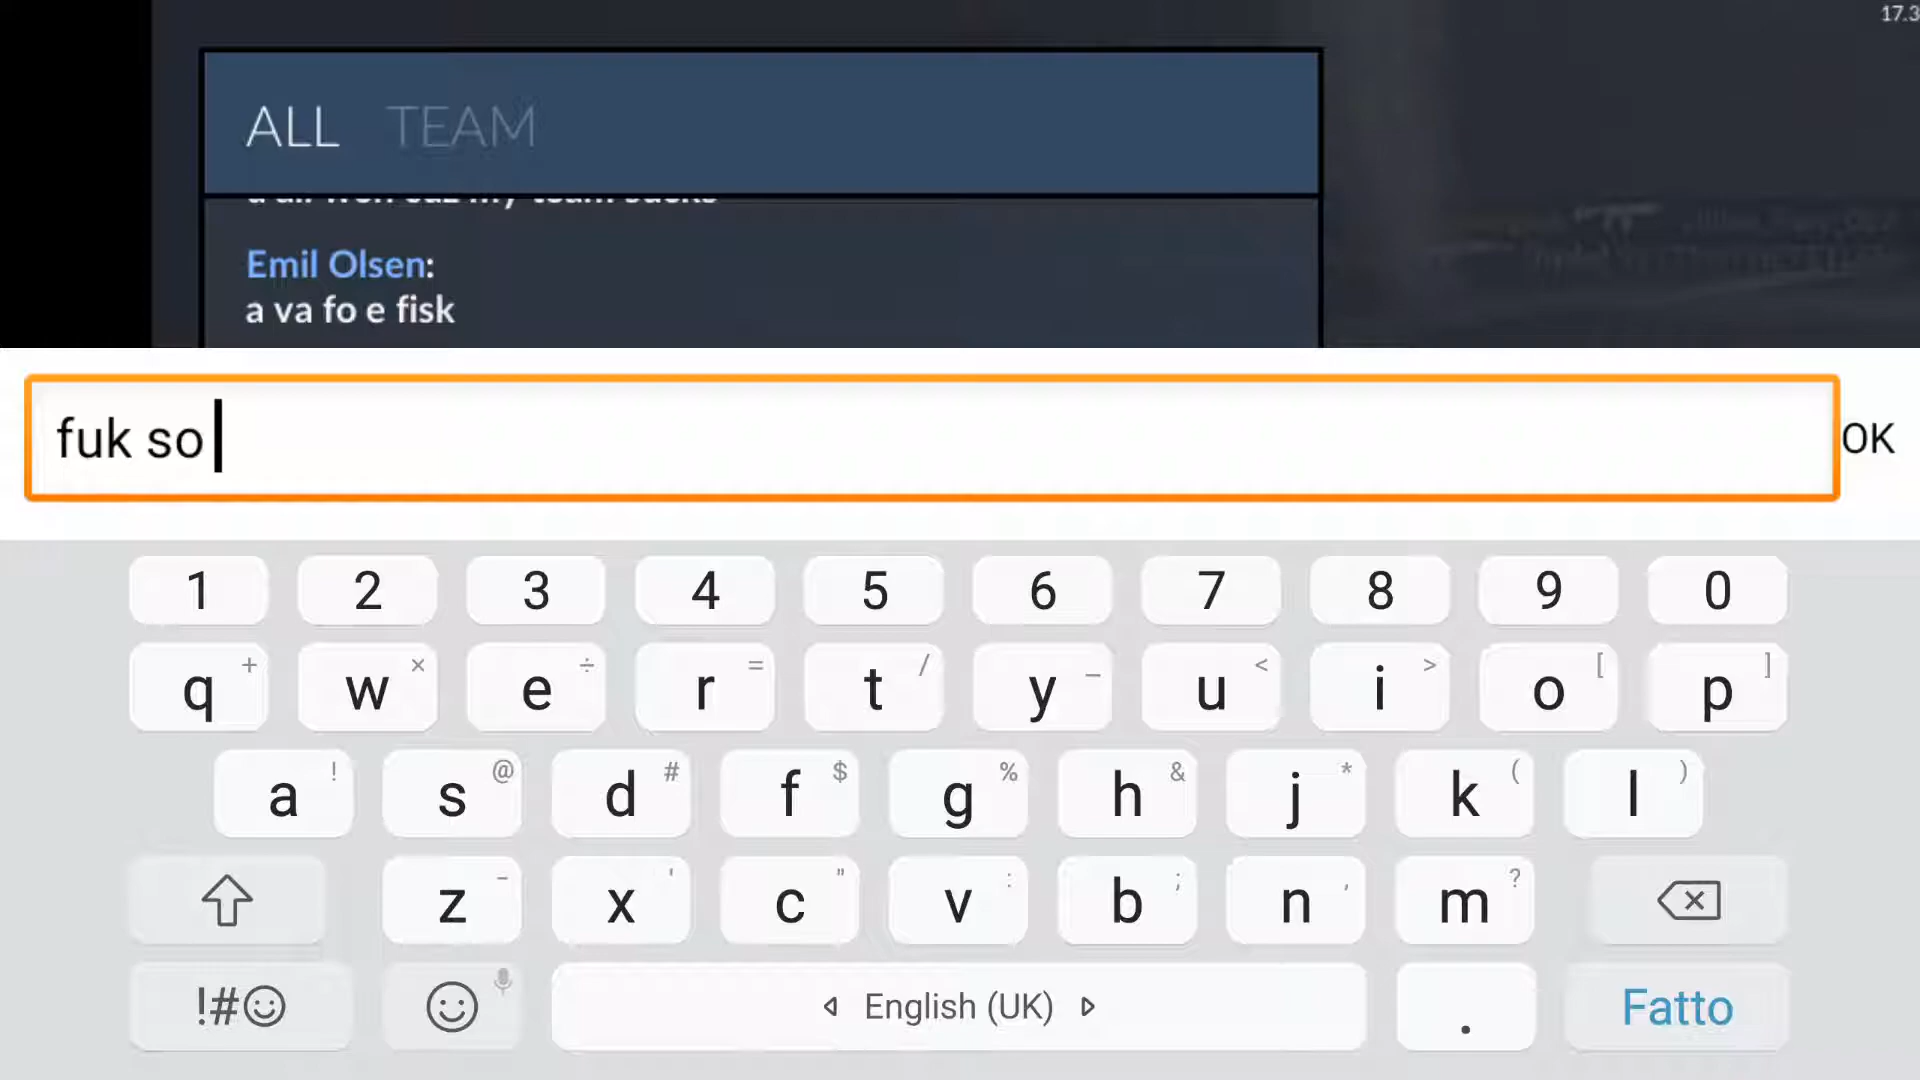 17.3
ALL TEAM
Emil Olsen:
a va fo e fisk
fuk so
OK
1 2 3 4 5 6 7 8 9 0
q + w × e ÷ r = t / y _ u < i > o [ p ]
a ! s @ d # f $ g % h & j * k ( l )
z - x ' c " v : b ; n , m ?
!# English (UK) . Fatto